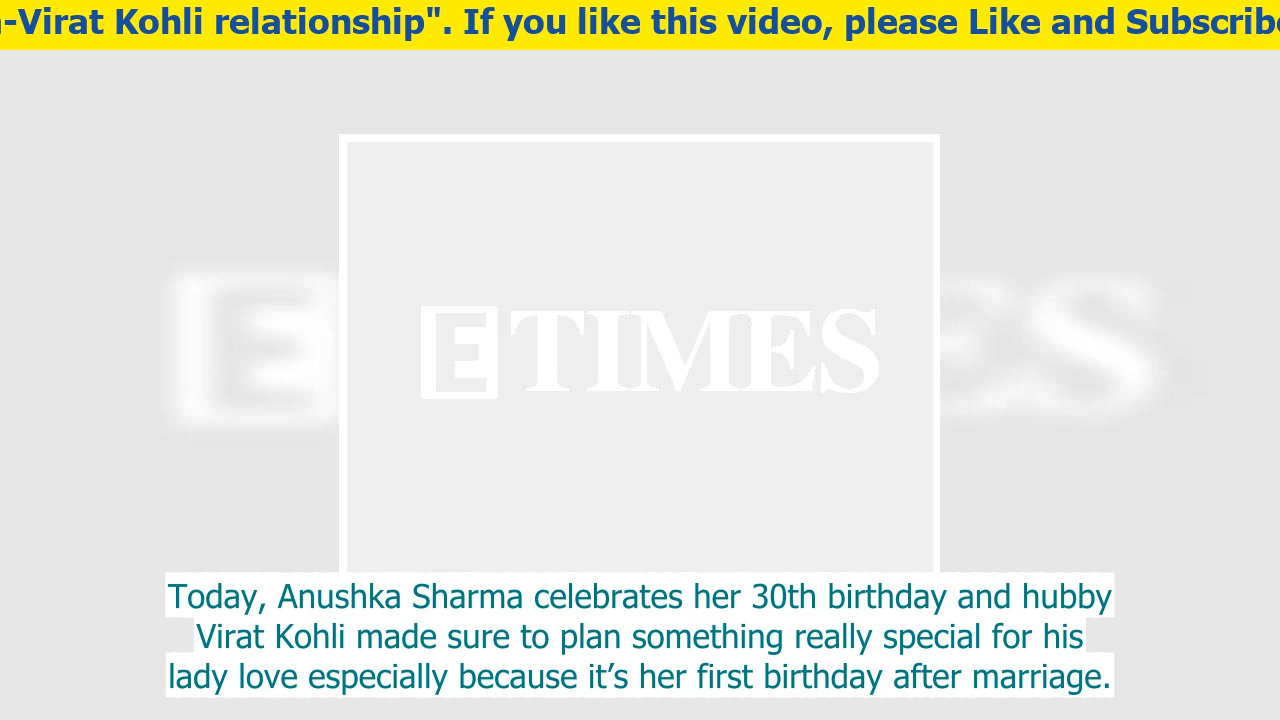 -Virat Kohli relationship". If you like this video, please Like and Subscribe
E TIMES
Today, Anushka Sharma celebrates her 30th birthday and hubby
Virat Kohli made sure to plan something really special for his
lady love especially because it’s her first birthday after marriage.